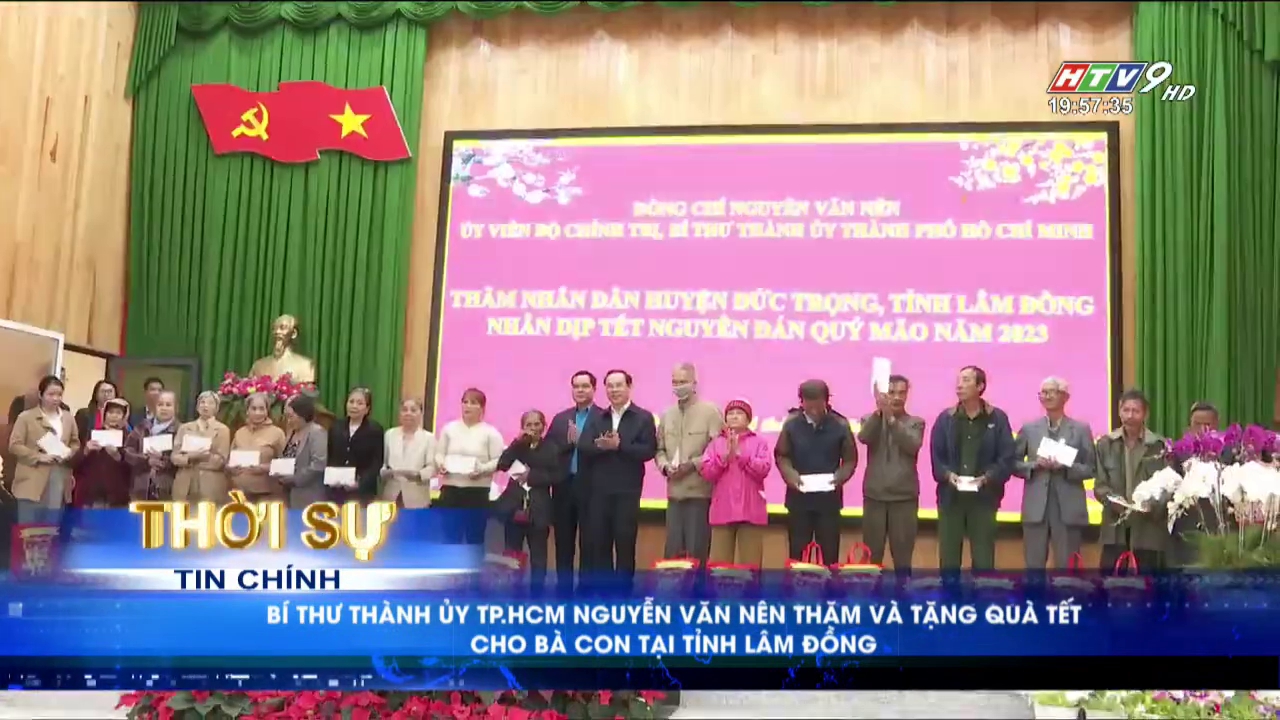 HTV9 HD
19:57:35
ĐỒNG CHÍ NGUYỄN VĂN NÊN
ỦY VIÊN BỘ CHÍNH TRỊ, BÍ THƯ THÀNH ỦY THÀNH PHỐ HỒ CHÍ MINH
THĂM NHÂN DÂN HUYỆN ĐỨC TRỌNG, TỈNH LÂM ĐỒNG
NHÂN DỊP TẾT NGUYÊN ĐÁN QUÝ MÃO NĂM 2023
THỜI SỰ
TIN CHÍNH
BÍ THƯ THÀNH ỦY TP.HCM NGUYỄN VĂN NÊN THĂM VÀ TẶNG QUÀ TẾT
CHO BÀ CON TẠI TỈNH LÂM ĐỒNG